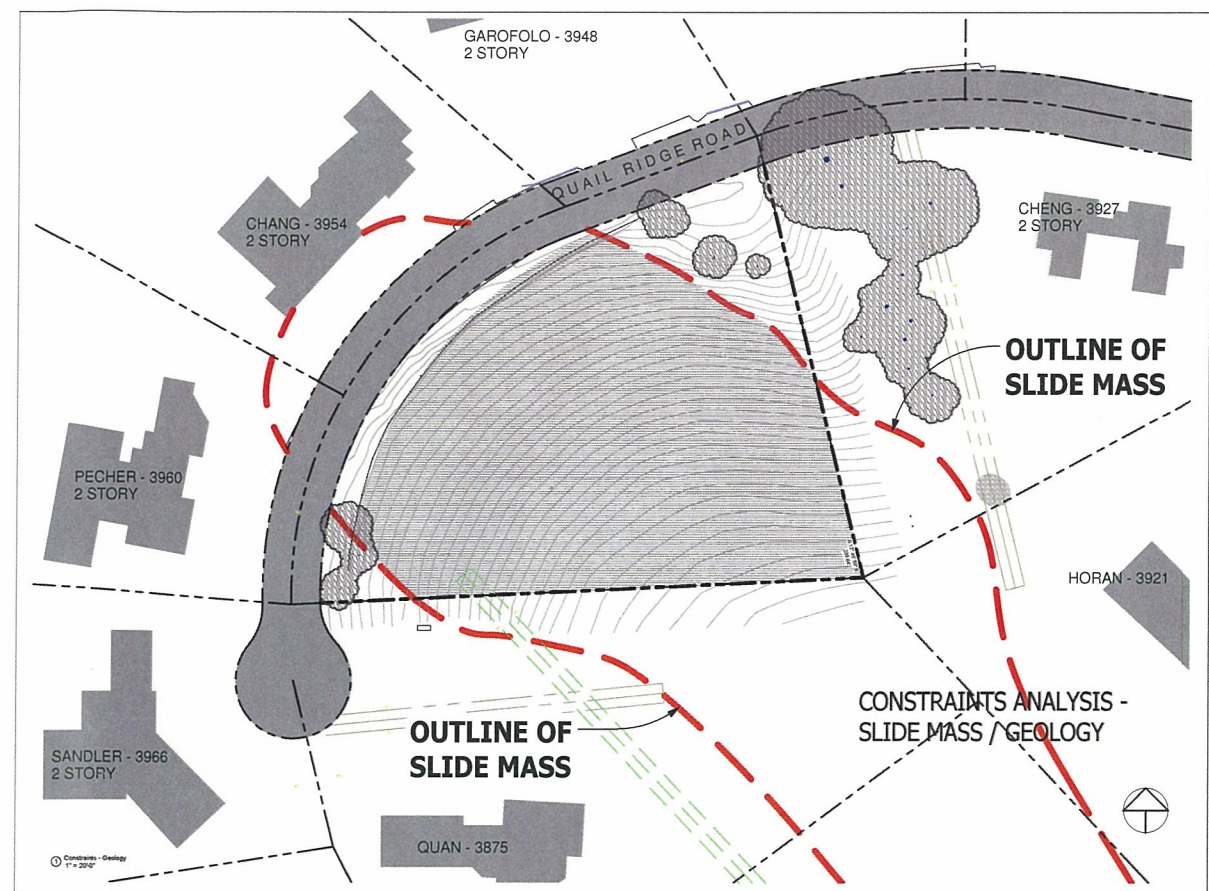 GAROFOLO - 3948
2 STORY
QUAIL RIDGE ROAD
CHANG - 3954
2 STORY
CHENG - 3927
2 STORY
OUTLINE OF
SLIDE MASS
PECHER - 3960
2 STORY
HORAN - 3921
CONSTRAINTS ANALYSIS -
SLIDE MASS / GEOLOGY
OUTLINE OF
SLIDE MASS
SANDLER - 3966
2 STORY
QUAN - 3875
1 Constraints - Geology
1" = 20'-0"